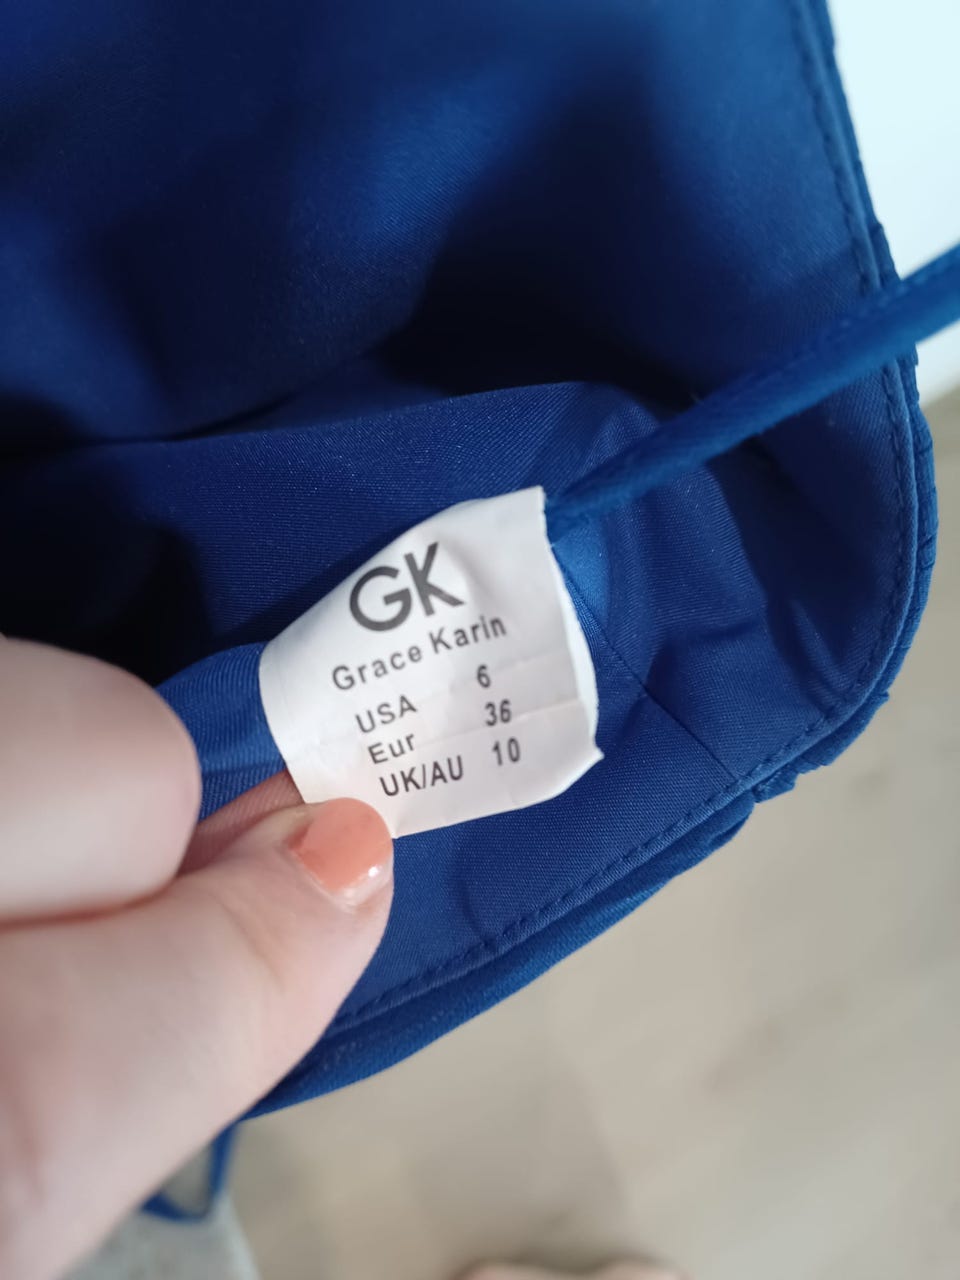 GK
Grace Karin
USA 6
Eur 36
UK/AU 10